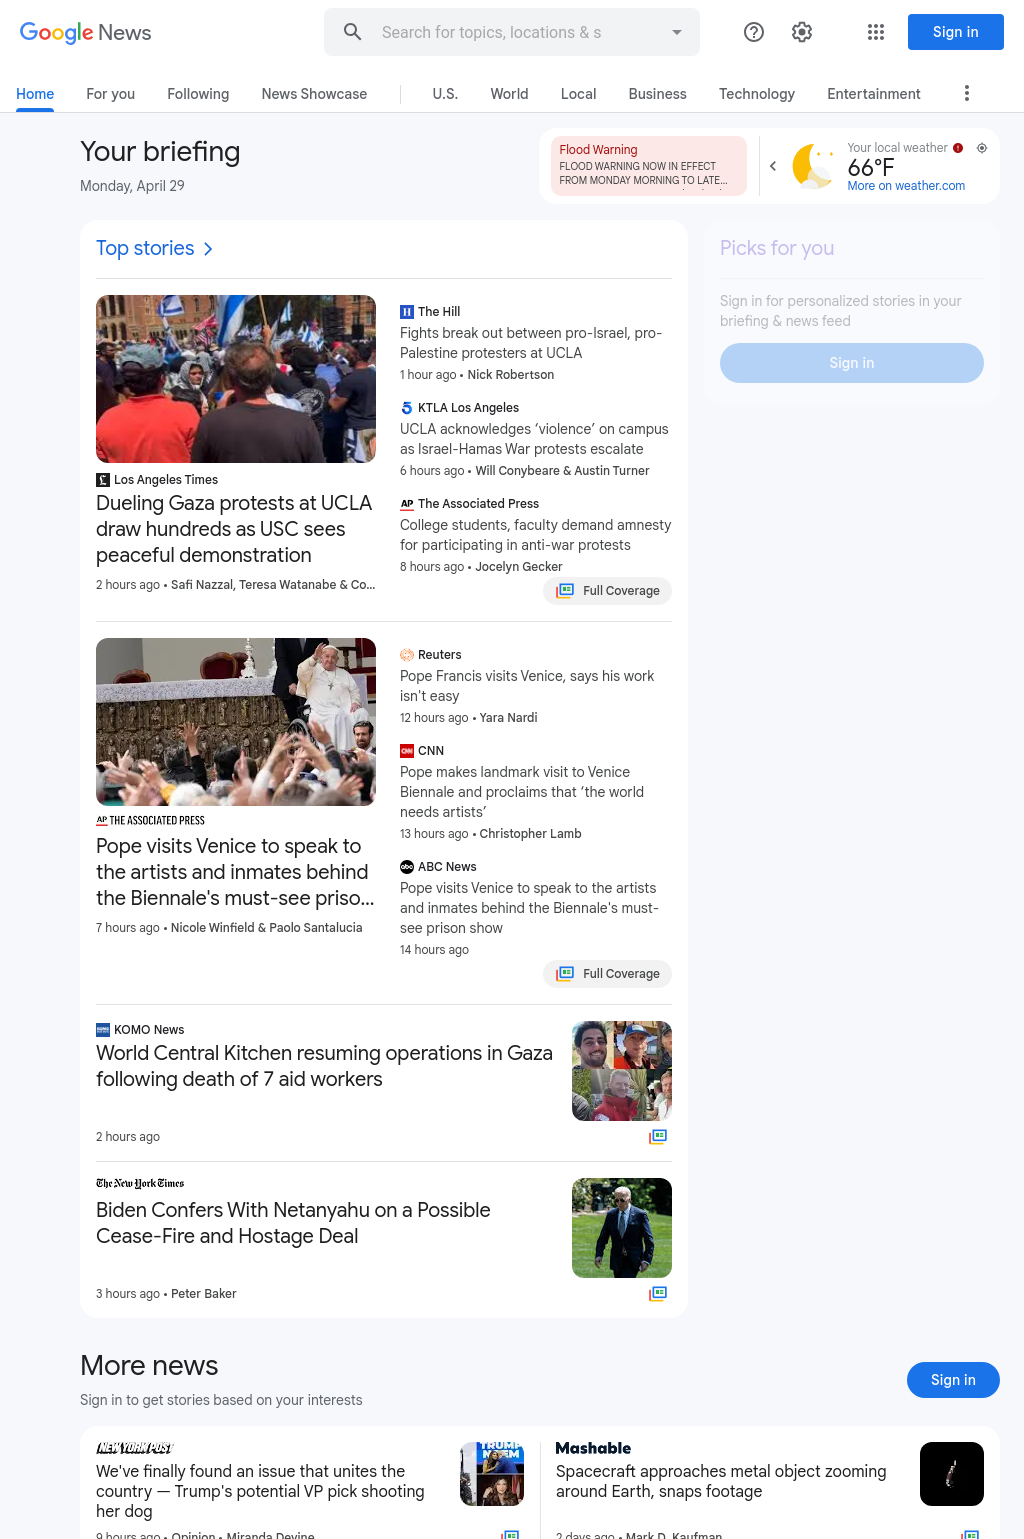 Google News
Search for topics, locations & s
Sign in
Home
For you
Following
News Showcase
U.S.
World
Local
Business
Technology
Entertainment
Your briefing
Monday, April 29
Flood Warning
FLOOD WARNING NOW IN EFFECT
FROM MONDAY MORNING TO LATE...
Your local weather
66°F
More on weather.com
Top stories
Picks for you
Sign in for personalized stories in your
briefing & news feed
Sign in
Los Angeles Times
Dueling Gaza protests at UCLA
draw hundreds as USC sees
peaceful demonstration
2 hours ago • Safi Nazzal, Teresa Watanabe & Co...
The Hill
Fights break out between pro-Israel, pro-
Palestine protesters at UCLA
1 hour ago • Nick Robertson
KTLA Los Angeles
UCLA acknowledges ‘violence’ on campus
as Israel-Hamas War protests escalate
6 hours ago • Will Conybeare & Austin Turner
AP The Associated Press
College students, faculty demand amnesty
for participating in anti-war protests
8 hours ago • Jocelyn Gecker
Full Coverage
AP THE ASSOCIATED PRESS
Pope visits Venice to speak to
the artists and inmates behind
the Biennale's must-see priso...
7 hours ago • Nicole Winfield & Paolo Santalucia
Reuters
Pope Francis visits Venice, says his work
isn't easy
12 hours ago • Yara Nardi
CNN CNN
Pope makes landmark visit to Venice
Biennale and proclaims that ‘the world
needs artists’
13 hours ago • Christopher Lamb
abc ABC News
Pope visits Venice to speak to the artists
and inmates behind the Biennale's must-
see prison show
14 hours ago
Full Coverage
KOMO News
World Central Kitchen resuming operations in Gaza
following death of 7 aid workers
2 hours ago
The New York Times
Biden Confers With Netanyahu on a Possible
Cease-Fire and Hostage Deal
3 hours ago • Peter Baker
More news
Sign in to get stories based on your interests
Sign in
NEW YORK POST
We've finally found an issue that unites the
country — Trump's potential VP pick shooting
her dog
9 hours ago • Opinion • Miranda Devine
Mashable
Spacecraft approaches metal object zooming
around Earth, snaps footage
2 days ago • Mark D. Kaufman